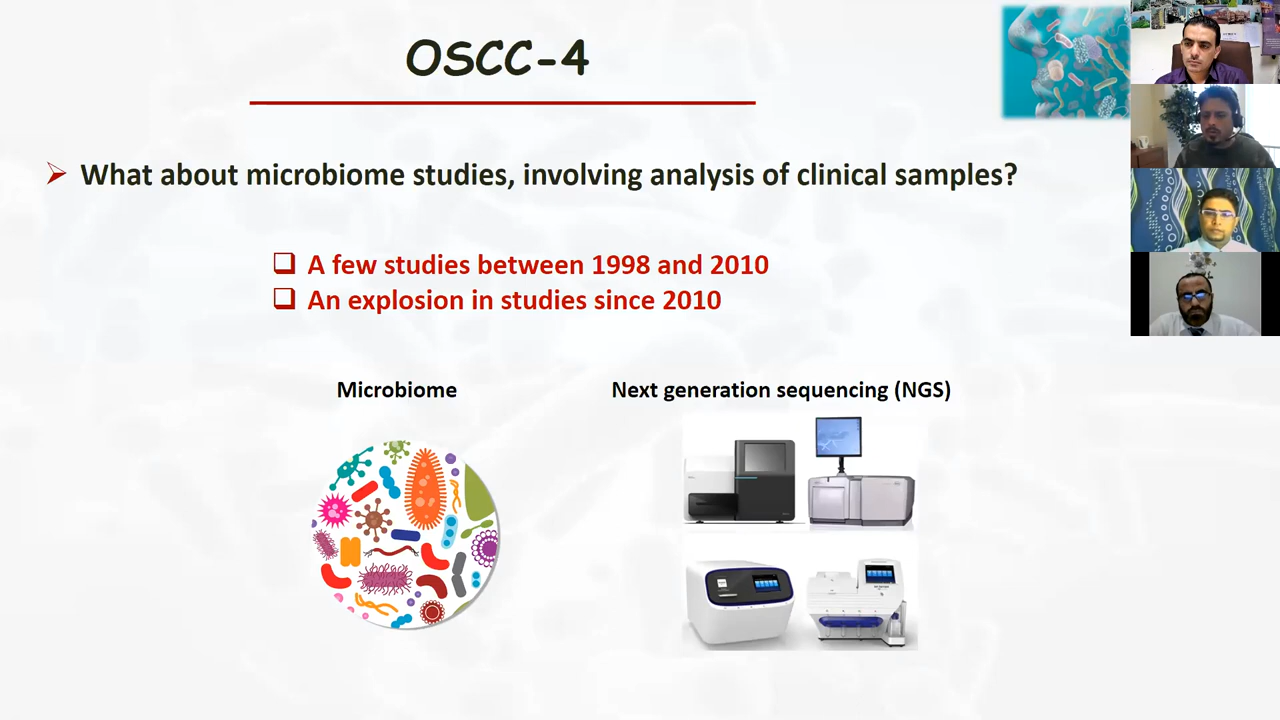 OSCC-4
What about microbiome studies, involving analysis of clinical samples?
A few studies between 1998 and 2010
An explosion in studies since 2010
Microbiome
Next generation sequencing (NGS)